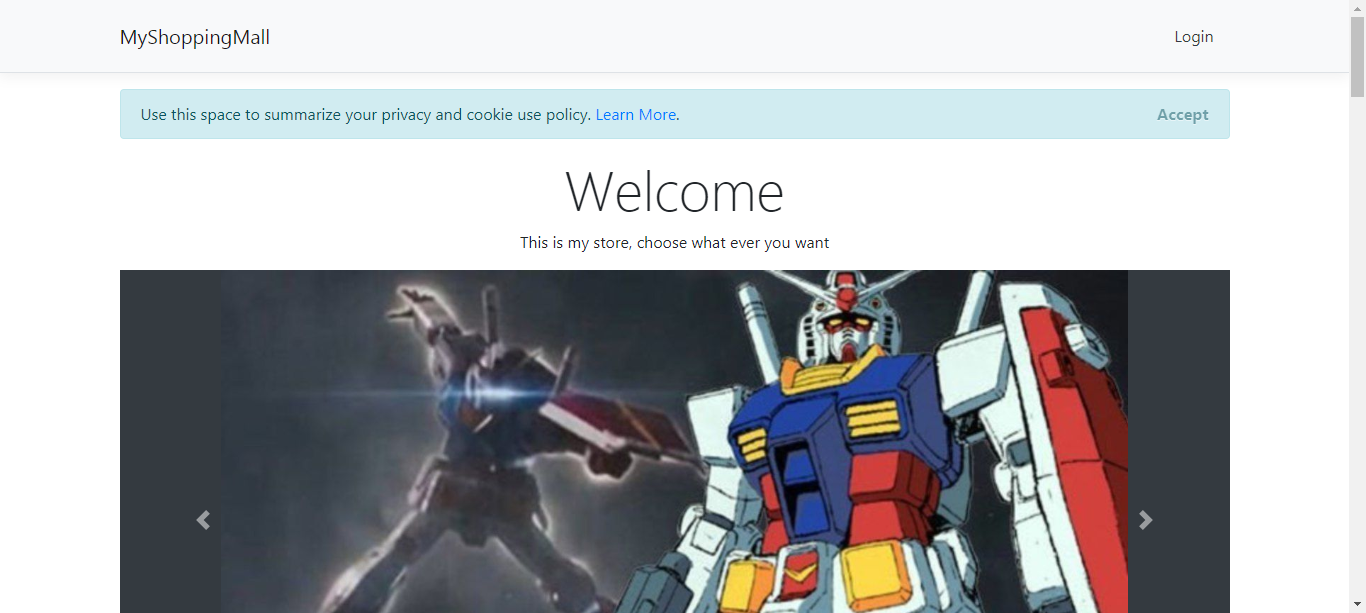 MyShoppingMall
Login
Use this space to summarize your privacy and cookie use policy. Learn More.
Accept
Welcome
This is my store, choose what ever you want